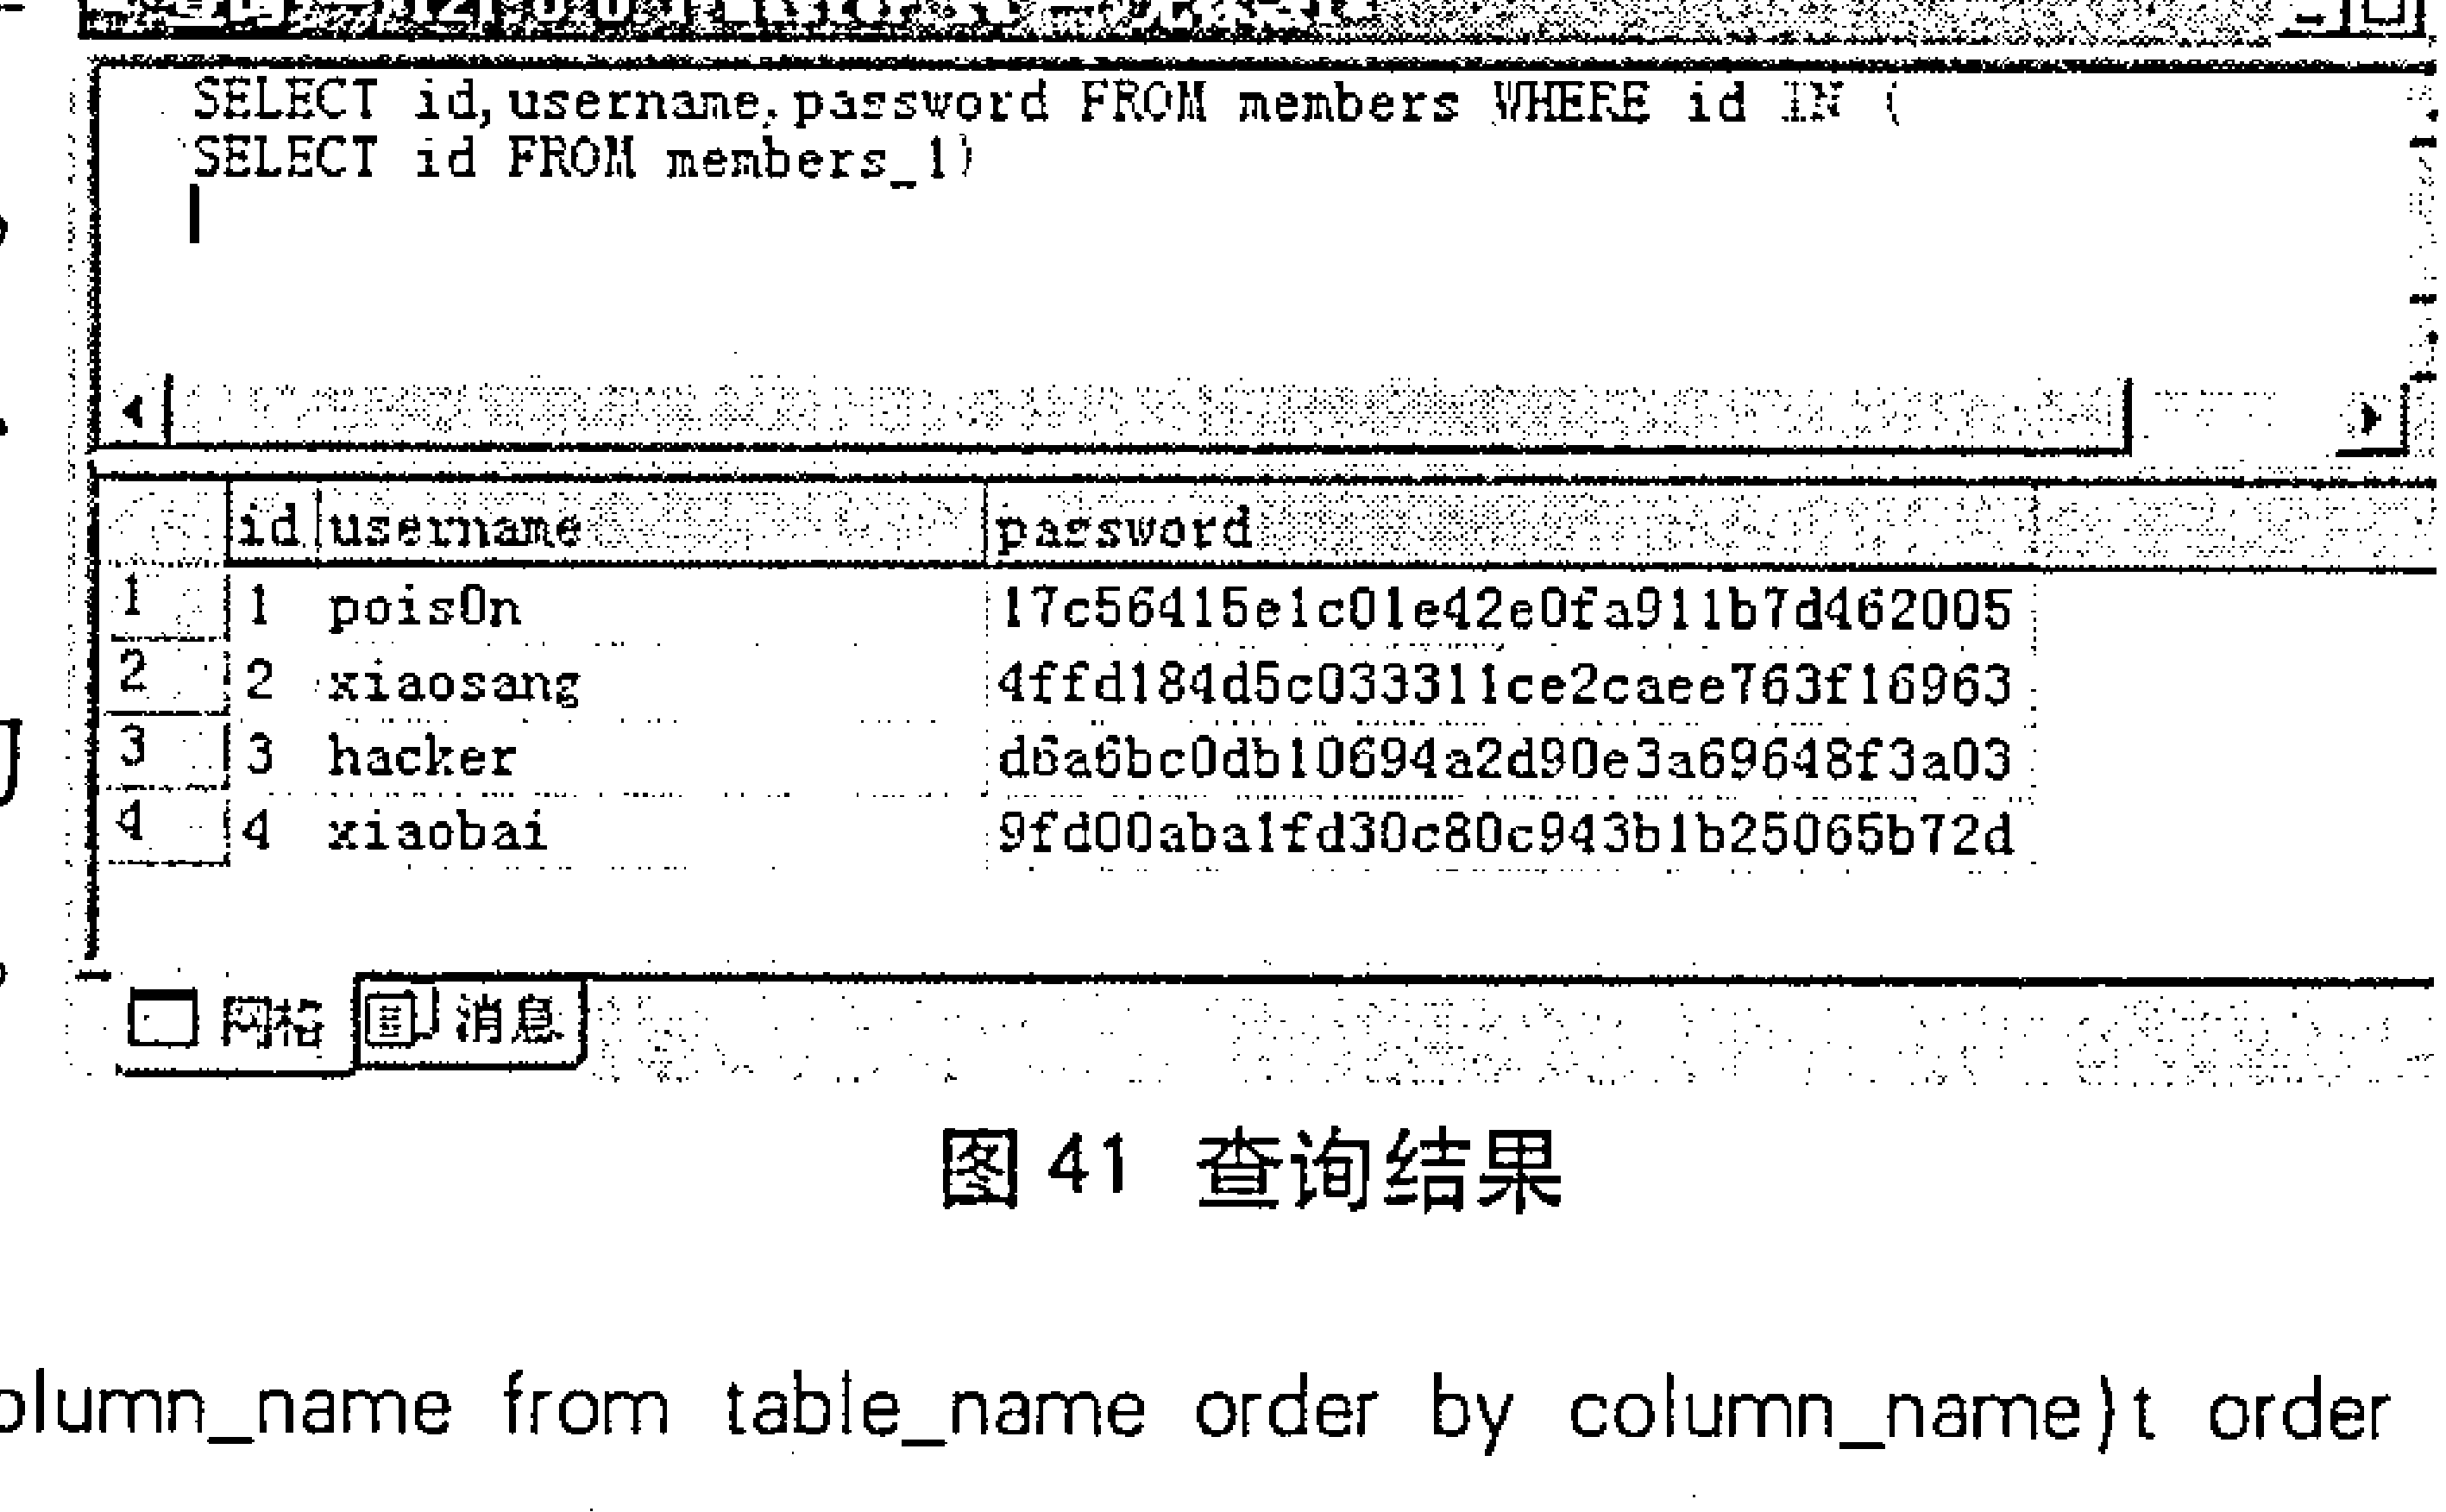 SELECT id,username,password FROM members WHERE id IN (
SELECT id FROM members_1)
id username password
1 1 pois0n 17c56415e1c01e42e0fa911b7d462005
2 2 xiaosang 4ffd184d5c033311ce2caee763f16963
3 3 hacker d6a6bc0db10694a2d90e3a69648f3a03
4 4 xiaobai 9fd00aba1fd30c80c943b1b25065b72d
网格 消息
图 41 查询结果
olumn_name from table_name order by column_name)t order